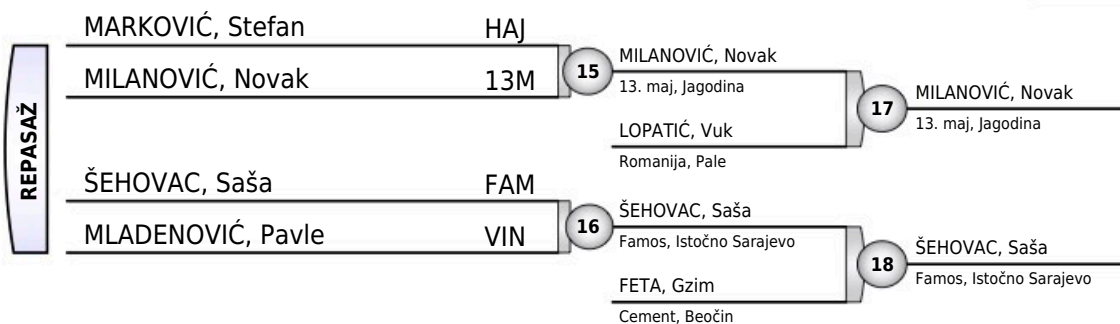 REPASAŽ
MARKOVIĆ, Stefan HAJ
MILANOVIĆ, Novak 13M
ŠEHOVAC, Saša FAM
MLADENOVIĆ, Pavle VIN
15
MILANOVIĆ, Novak
13. maj, Jagodina
LOPATIĆ, Vuk
Romanija, Pale
16
ŠEHOVAC, Saša
Famos, Istočno Sarajevo
FETA, Gzim
Cement, Beočin
17
MILANOVIĆ, Novak
13. maj, Jagodina
18
ŠEHOVAC, Saša
Famos, Istočno Sarajevo